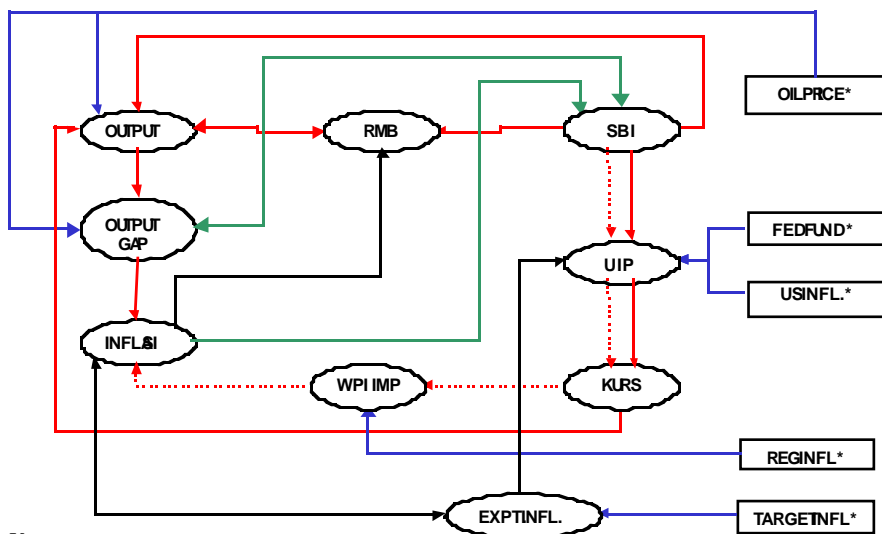 OILPRCE*
OUTPUT
RMB
SBI
OUTPUT
GAP
FEDFUND*
UIP
USINFL.*
INFLASI
WPI IMP
KURS
REGINFL*
EXPTINFL.
TARGETINFL*